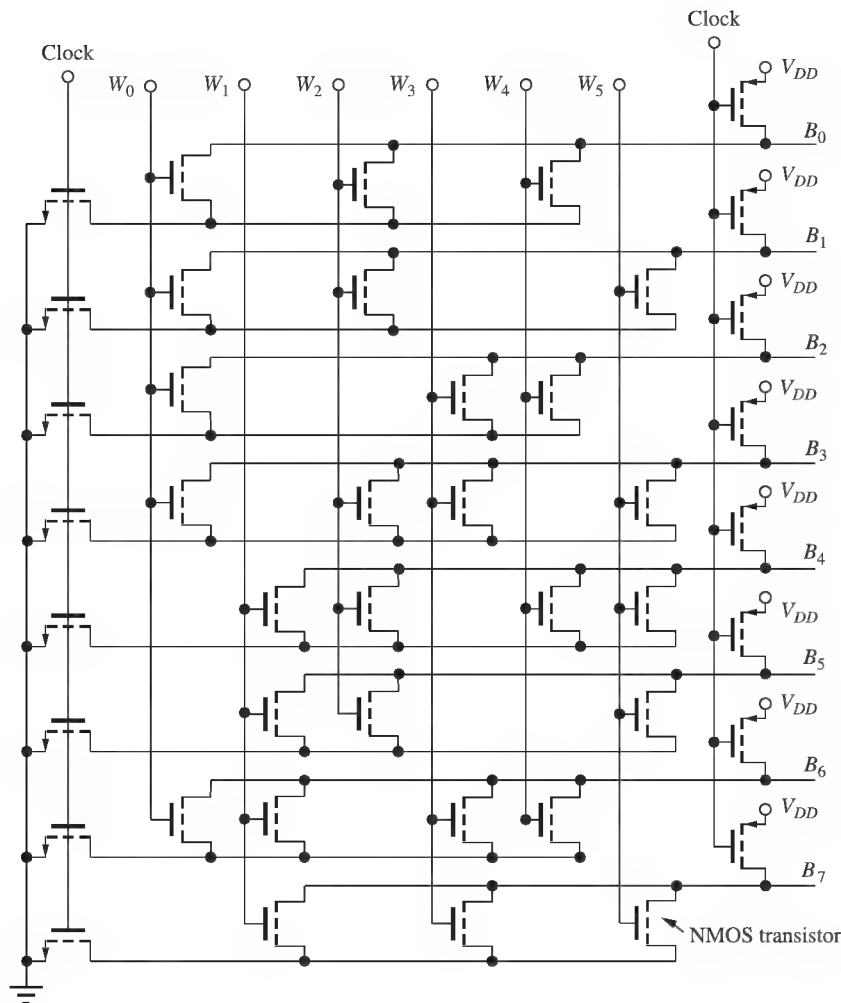 Clock
Clock
W0 W1 W2 W3 W4 W5
VDD
B0
VDD
B1
VDD
B2
VDD
B3
VDD
B4
VDD
B5
VDD
B6
VDD
B7
NMOS transistor